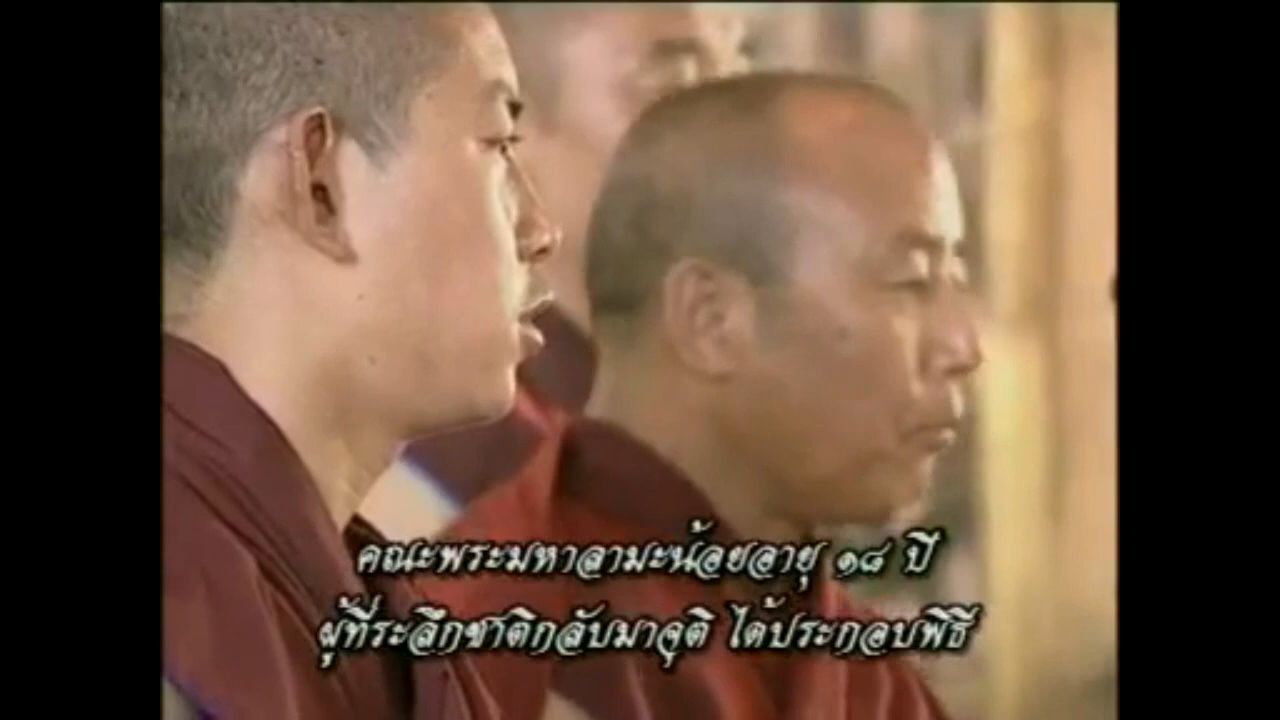 คณะพระมหาลามะน้อยอายุ ๑๘ ปี
ผู้ที่ระลึกชาติกลับมาจุติ ได้ประกอบพิธี